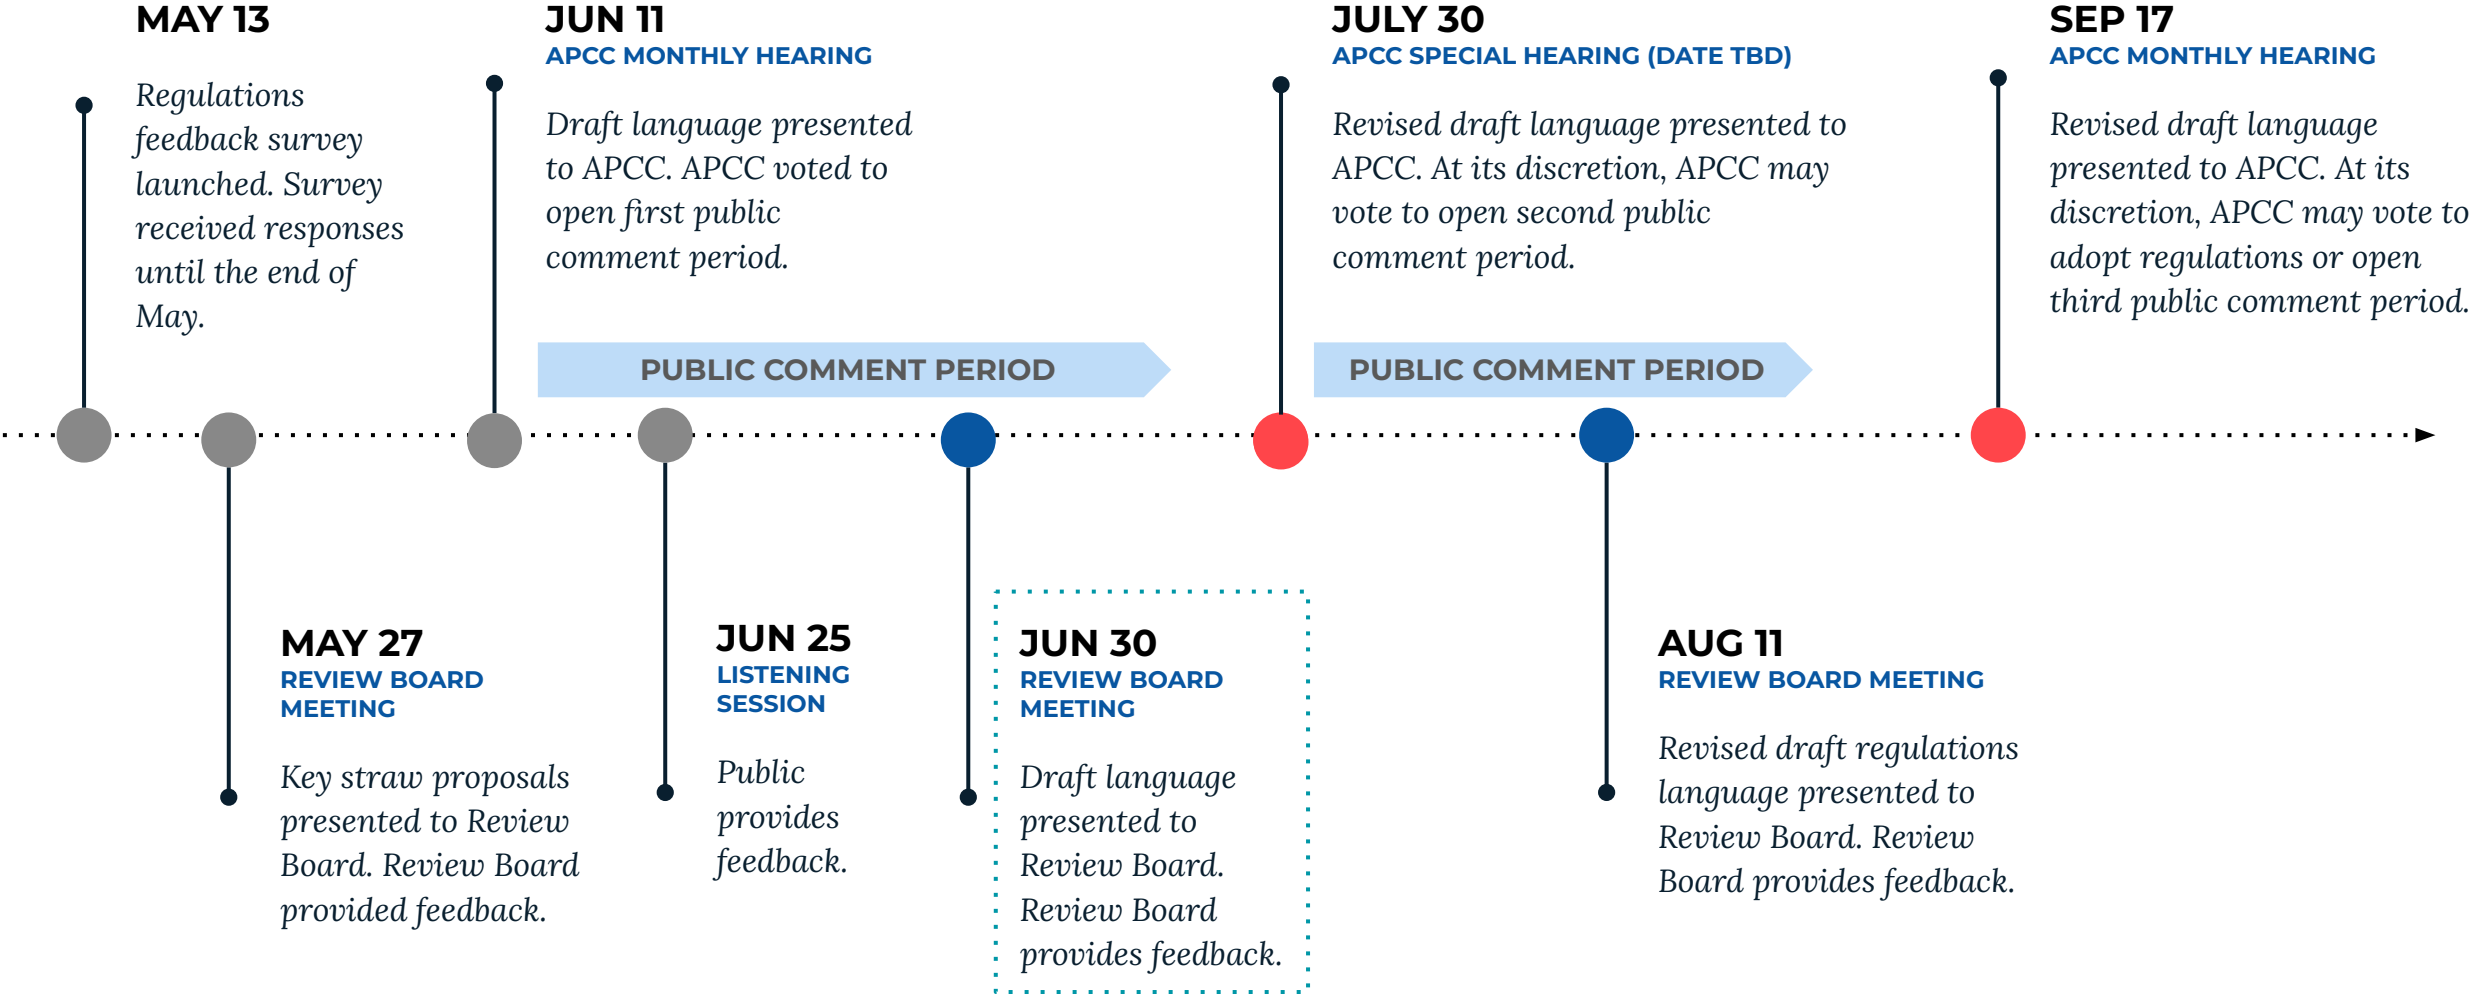 MAY 13
Regulations
feedback survey
launched. Survey
received responses
until the end of
May.
JUN 11
APCC MONTHLY HEARING
Draft language presented
to APCC. APCC voted to
open first public
comment period.
JULY 30
APCC SPECIAL HEARING (DATE TBD)
Revised draft language presented to
APCC. At its discretion, APCC may
vote to open second public
comment period.
SEP 17
APCC MONTHLY HEARING
Revised draft language
presented to APCC. At its
discretion, APCC may vote to
adopt regulations or open
third public comment period.
PUBLIC COMMENT PERIOD
PUBLIC COMMENT PERIOD
MAY 27
REVIEW BOARD
MEETING
Key straw proposals
presented to Review
Board. Review Board
provided feedback.
JUN 25
LISTENING
SESSION
Public
provides
feedback.
JUN 30
REVIEW BOARD
MEETING
Draft language
presented to
Review Board.
Review Board
provides feedback.
AUG 11
REVIEW BOARD MEETING
Revised draft regulations
language presented to
Review Board. Review
Board provides feedback.